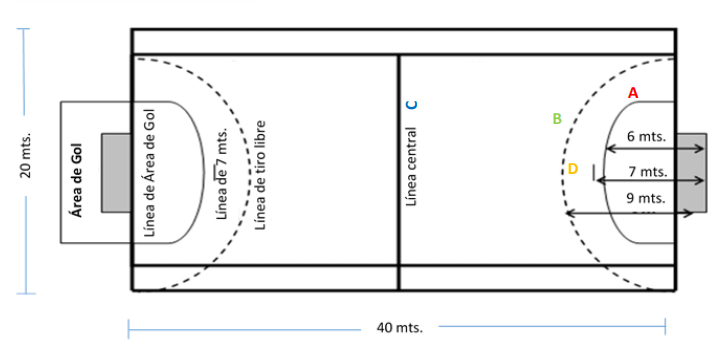 20 mts.
Área de Gol
Línea de Área de Gol
Línea de 7 mts.
Línea de tiro libre
Línea central
C
B
A
D
6 mts.
7 mts.
9 mts.
40 mts.